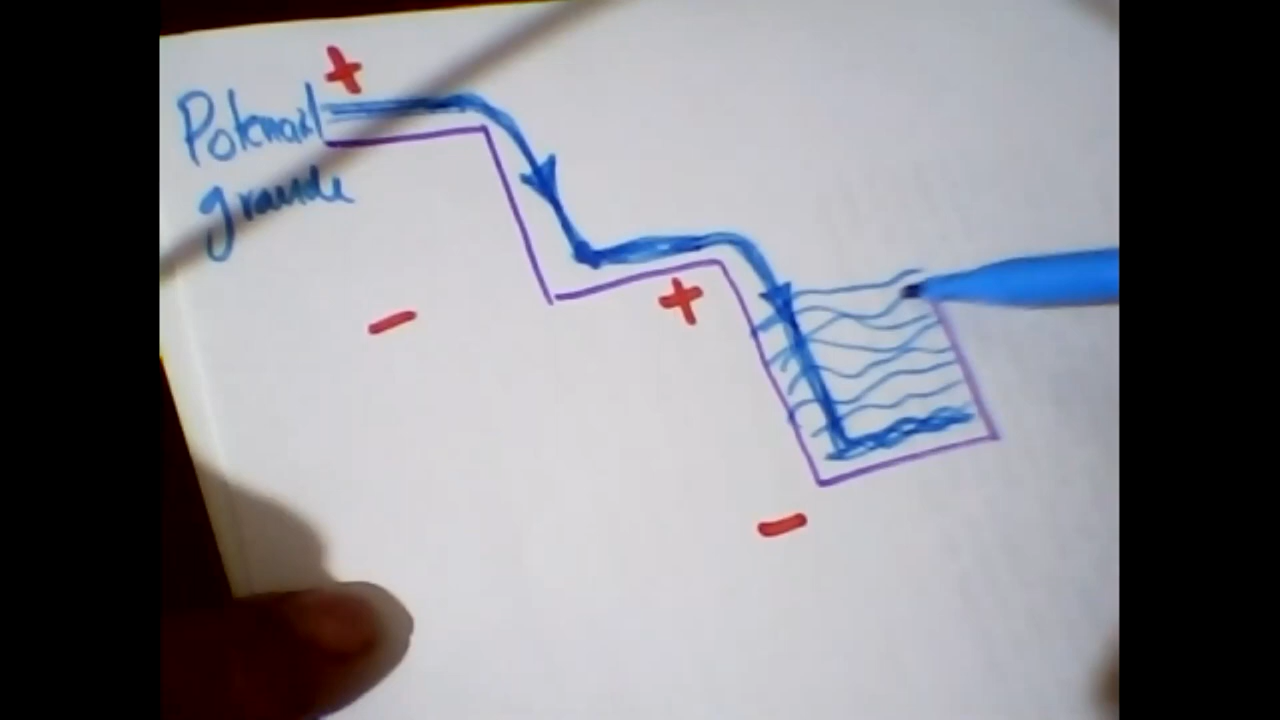 +
Potencial
grande
-
+
-